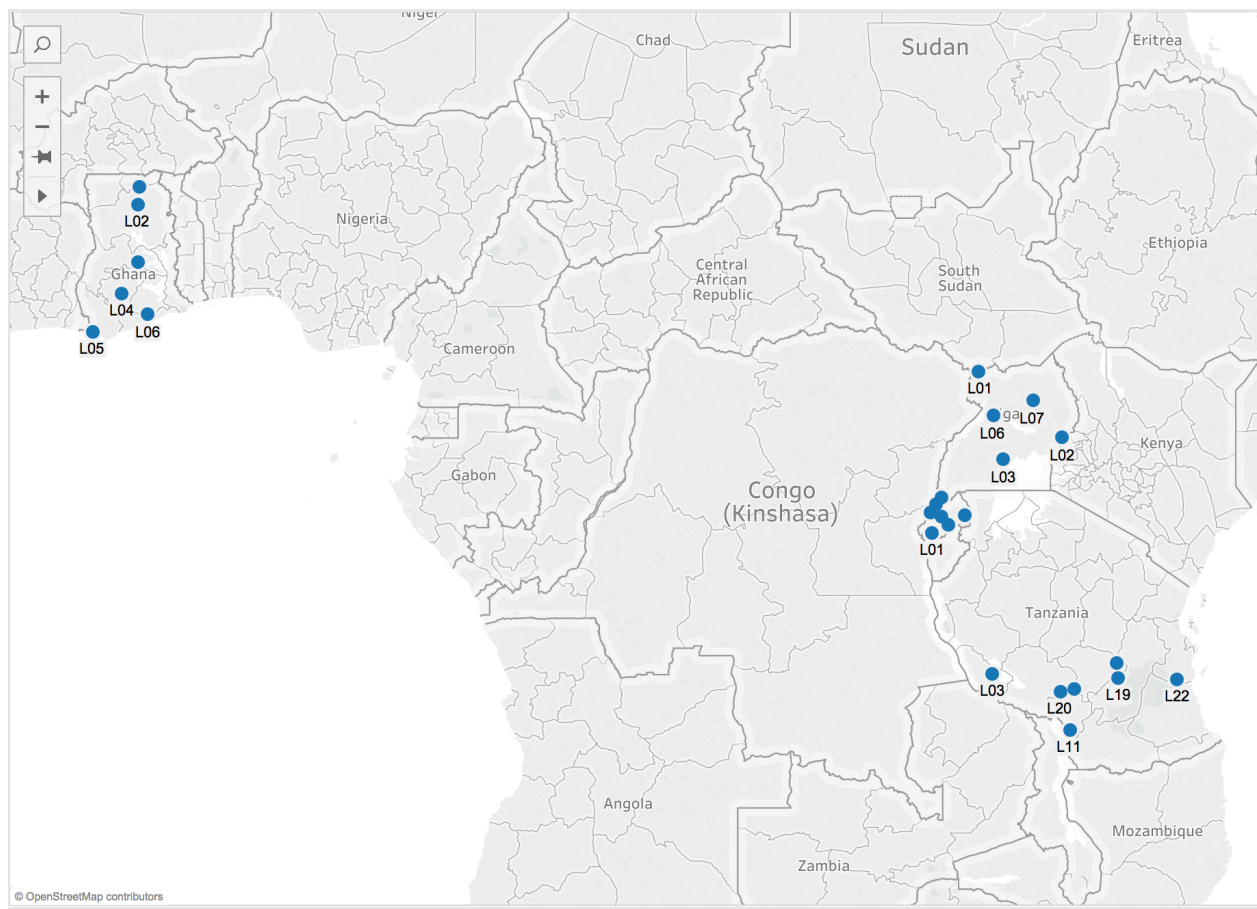 Niger
Chad
Sudan
Eritrea
Nigeria
L02
Ghana
L04
L06
L05
Ethiopia
Central
African
Republic
South
Sudan
Cameroon
L01
L07
L06
L02
Kenya
L03
Gabon
Congo
(Kinshasa)
L01
Tanzania
L03
L20
L19
L22
L11
Angola
Mozambique
Zambia
© OpenStreetMap contributors